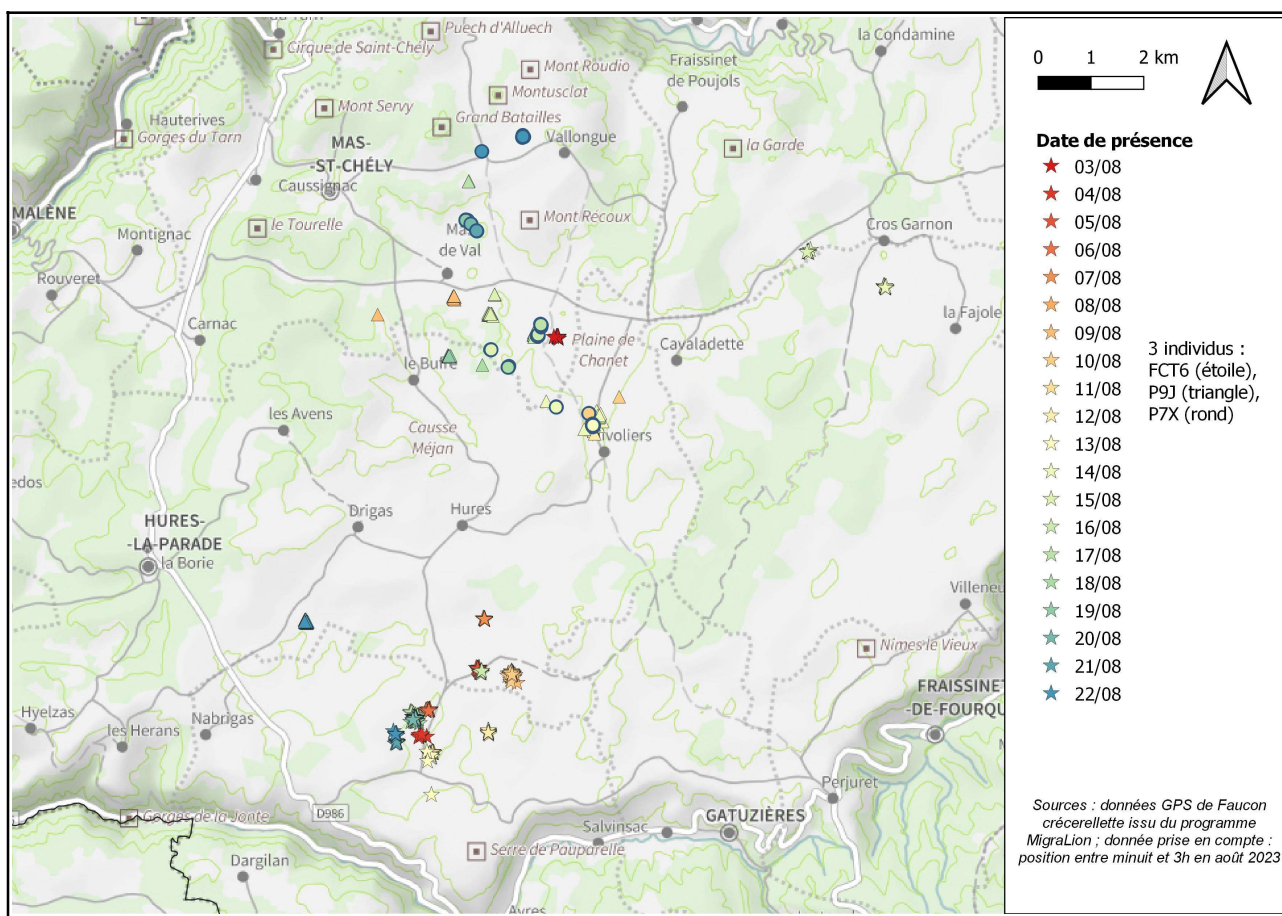 du Tarn
Puech d'Alluech
Cirque de Saint-Chély
la Condamine
Mont Roudio
Fraissinet
de Poujols
Montusclat
Mont Servy
Hauterives
Grand Batailles
Gorges du Tarn
Vallongue
la Garde
MAS-
-ST-CHÉLY
Caussignac
MALÈNE
le Tourelle
Mont Récoux
Cros Garnon
Montignac
de Val
Rouveret
la Fajole
Carnac
Plaine de
Chanet
Cavaladette
le Buffre
les Avens
Causse
Méjan
Drigas
Hures
HURES-
-LA-PARADE
la Borie
Nîmes le Vieux
FRAISSINET
-DE-FOURQU
Hyelzas
Nabrigas
les Herans
Perjuret
D986
Gorges de la Jonte
GATUZIÈRES
Salvinsac
Serre de Pauparelle
Dargilan
0 1 2 km
Date de présence
03/08
04/08
05/08
06/08
07/08
08/08
09/08
10/08
11/08
12/08
13/08
14/08
15/08
16/08
17/08
18/08
19/08
20/08
21/08
22/08
3 individus :
FCT6 (étoile),
P9J (triangle),
P7X (rond)
Sources : données GPS de Faucon
crécerellette issu du programme
MigraLion ; donnée prise en compte :
position entre minuit et 3h en août 2023